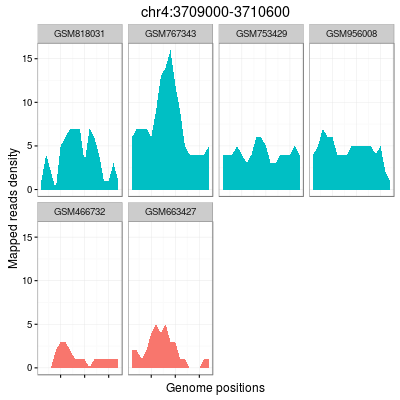 chr4:3709000-3710600
GSM818031 GSM767343 GSM753429 GSM956008
15
10
5
0
GSM466732 GSM663427
15
10
5
0
Mapped reads density
Genome positions